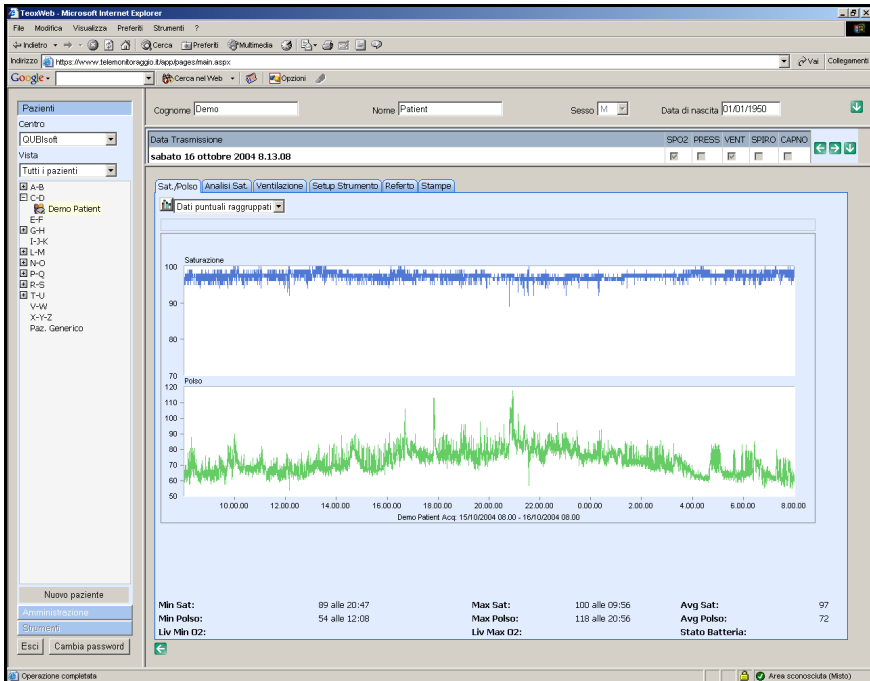 TeoxWeb - Microsoft Internet Explorer
File Modifica Visualizza Preferiti Strumenti ?
Indietro Cerca Preferiti Multimedia
Indirizzo https://www.telemonitoraggio.it/app/pages/main.aspx Vai Collegamenti
Google Cerca nel Web Opzioni
Pazienti
Centro
QUBIsoft
Vista
Tutti i pazienti
A-B
C-D
Demo Patient
E-F
G-H
I-J-K
L-M
N-O
P-Q
R-S
T-U
V-W
X-Y-Z
Paz. Generico
Nuovo paziente
Amministrazione
Strumenti
Esci Cambia password
Cognome Demo Nome Patient Sesso M Data di nascita 01/01/1950
Data Trasmissione SPO2 PRESS VENT SPIRO CAPNO
sabato 16 ottobre 2004 8.13.08
Sat./Polso Analisi Sat. Ventilazione Setup Strumento Referto Stampe
Dati puntuali raggruppati
Saturazione
100
90
80
70
Polso
120
110
100
90
80
70
60
50
10.00.00 12.00.00 14.00.00 16.00.00 18.00.00 20.00.00 22.00.00 0.00.00 2.00.00 4.00.00 6.00.00 8.00.00
Demo Patient Acq: 15/10/2004 08.00 - 16/10/2004 08.00
Min Sat: 89 alle 20:47 Max Sat: 100 alle 09:56 Avg Sat: 97
Min Polso: 54 alle 12:08 Max Polso: 118 alle 20:56 Avg Polso: 72
Liv Min O2: Liv Max O2: Stato Batteria:
Operazione completata Area sconosciuta (Misto)